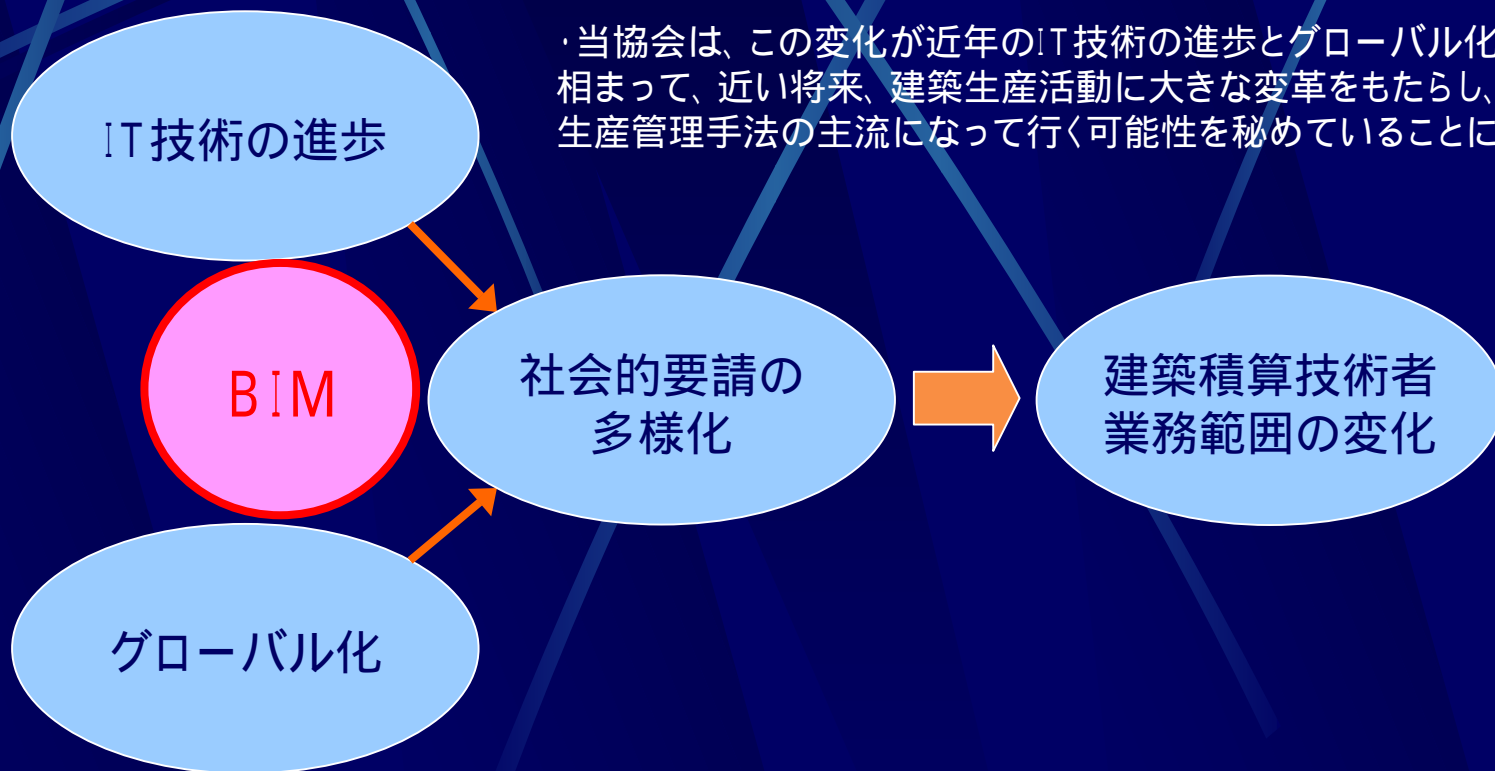 ・当協会は、この変化が近年のIT技術の進歩とグローバル化
相まって、近い将来、建築生産活動に大きな変革をもたらし、
生産管理手法の主流になって行く可能性を秘めていることに
IT技術の進歩
BIM
社会的要請の
多様化
建築積算技術者
業務範囲の変化
グローバル化